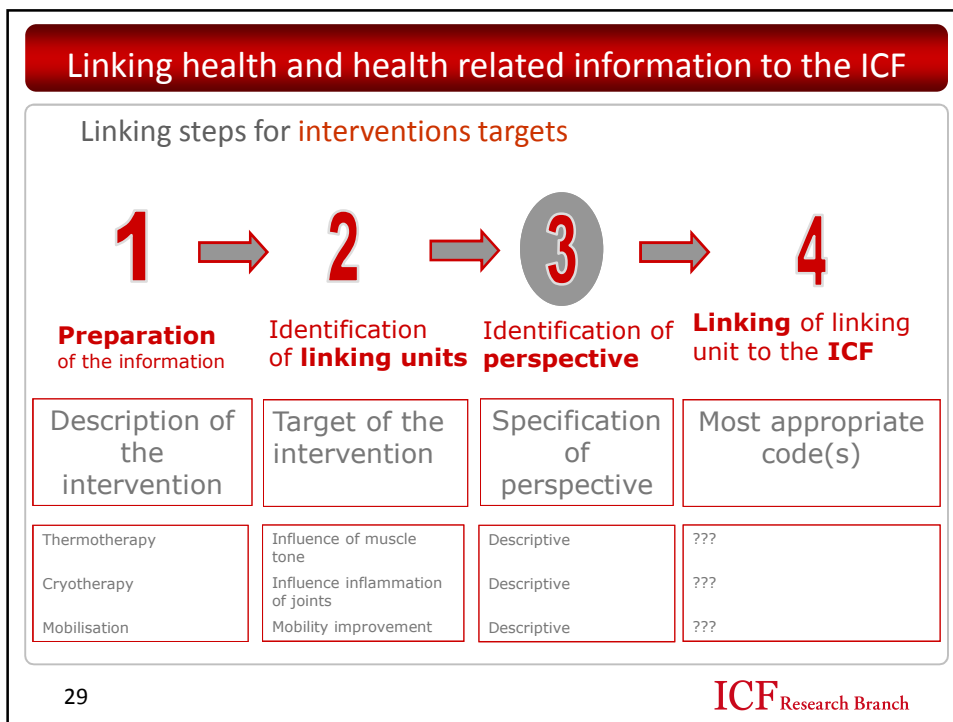 Linking health and health related information to the ICF
Linking steps for interventions targets
1
2
3
4
Preparation
of the information
Identification
of linking units
Identification of
perspective
Linking of linking
unit to the ICF
Description of
the
intervention
Target of the
intervention
Specification
of
perspective
Most appropriate
code(s)
Thermotherapy
Influence of muscle
tone
Descriptive
???
Cryotherapy
Influence inflammation
of joints
Descriptive
???
Mobilisation
Mobility improvement
Descriptive
???
29
ICF Research Branch